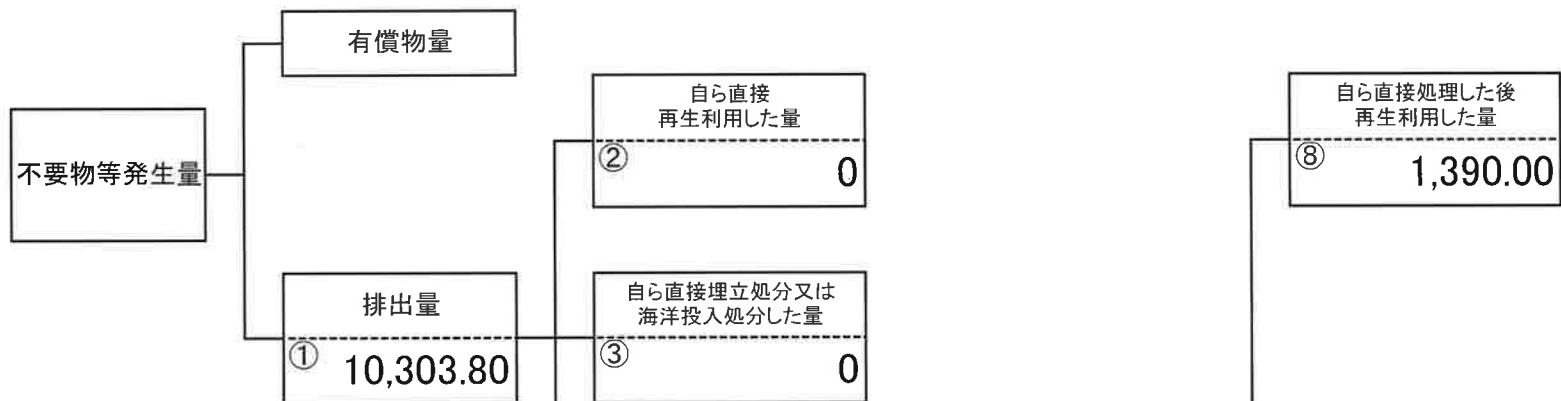 有償物量
不要物等発生量
排出量
①
10,303.80
自ら直接
再生利用した量
②
0
自ら直接埋立処分又は
海洋投入処分した量
③
0
自ら直接処理した後
再生利用した量
⑧
1,390.00